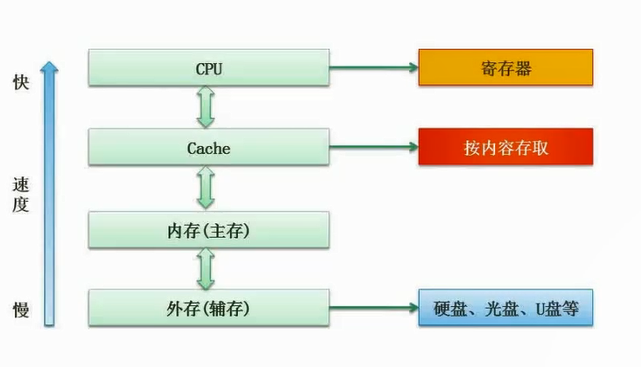 快
CPU
寄存器
Cache
按内容存取
速
度
内存(主存)
慢
外存(辅存)
硬盘、光盘、U盘等